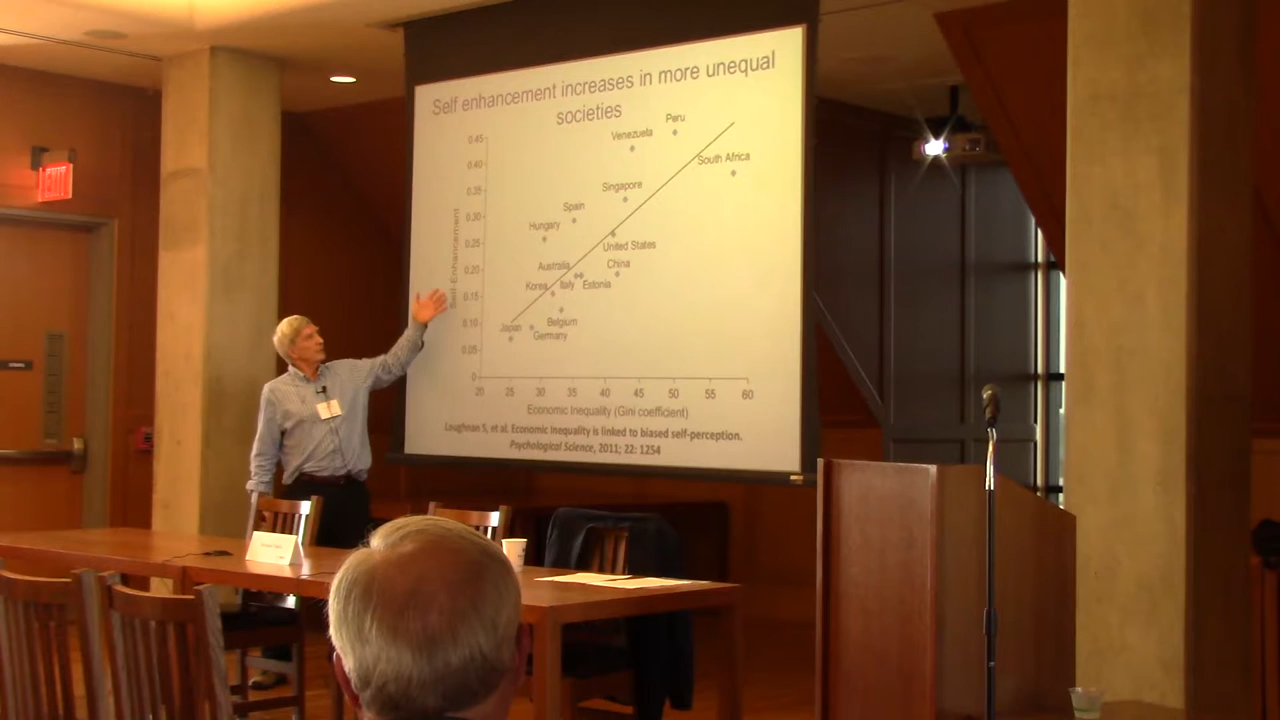 Self enhancement increases in more unequal
societies
EXIT
Self-Enhancement
0.45
0.40
0.35
0.30
0.25
0.20
0.15
0.10
0.05
0
Peru
Venezuela
South Africa
Singapore
Spain
Hungary
United States
Australia
China
Korea
Italy
Estonia
Japan
Belgium
Germany
20 25 30 35 40 45 50 55 60
Economic Inequality (Gini coefficient)
Loughnan S, et al. Economic Inequality is linked to biased self-perception.
Psychological Science, 2011; 22: 1254